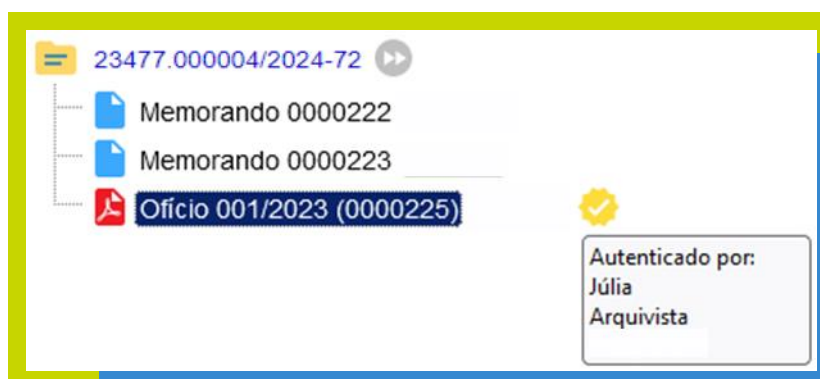 23477.000004/2024-72
Memorando 0000222
Memorando 0000223
Ofício 001/2023 (0000225)
Autenticado por:
Júlia
Arquivista